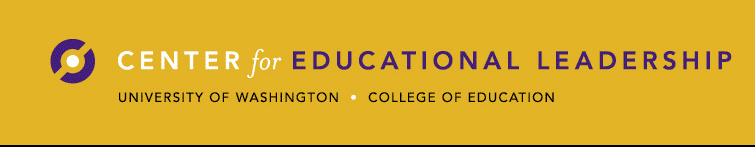 CENTER for EDUCATIONAL LEADERSHIP
UNIVERSITY OF WASHINGTON • COLLEGE OF EDUCATION